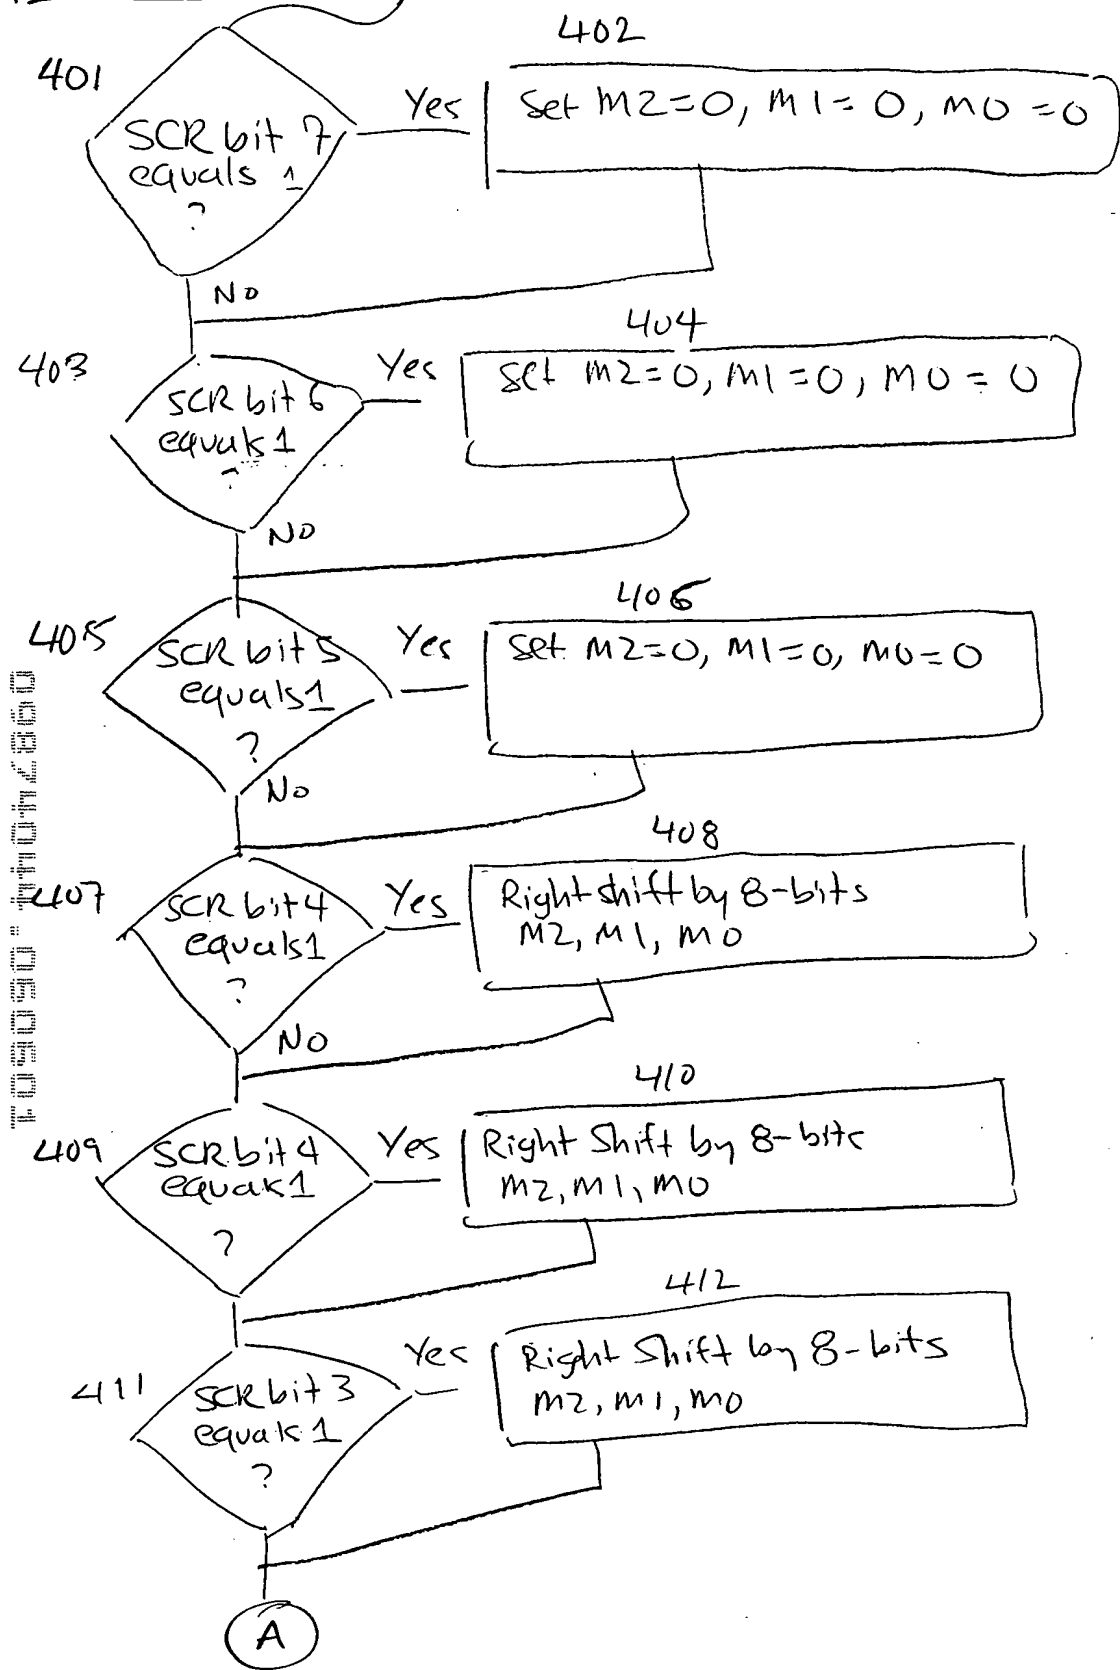 401
SCR bit 7
equals 1
?
Yes
402
Set M2=0, M1=0, M0=0
No
403
SCR bit 6
equals 1
?
Yes
404
Set M2=0, M1=0, M0=0
No
405
SCR bit 5
equals 1
?
Yes
406
Set M2=0, M1=0, M0=0
No
407
SCR bit 4
equals 1
?
Yes
408
Right shift by 8-bits
M2, M1, M0
No
409
SCR bit 4
equals 1
?
Yes
410
Right Shift by 8-bits
M2, M1, M0
411
SCR bit 3
equals 1
?
Yes
412
Right Shift by 8-bits
M2, M1, M0
A
09874044.060601